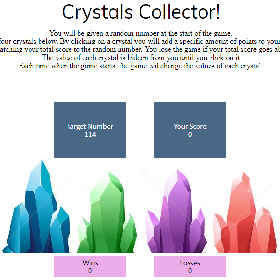 Crystals Collector!
You will be given a random number at the start of the game.
four crystals below. By clicking on a crystal you will add a specific amount of points to your
atching your total score to the random number. You lose the game if your total score goes ab
The value of each crystal is hidden from you until you click on it.
Each time when the game starts, the game will change the values of each crystal.
Target Number
114
Your Score
0
Wins
0
Losses
0